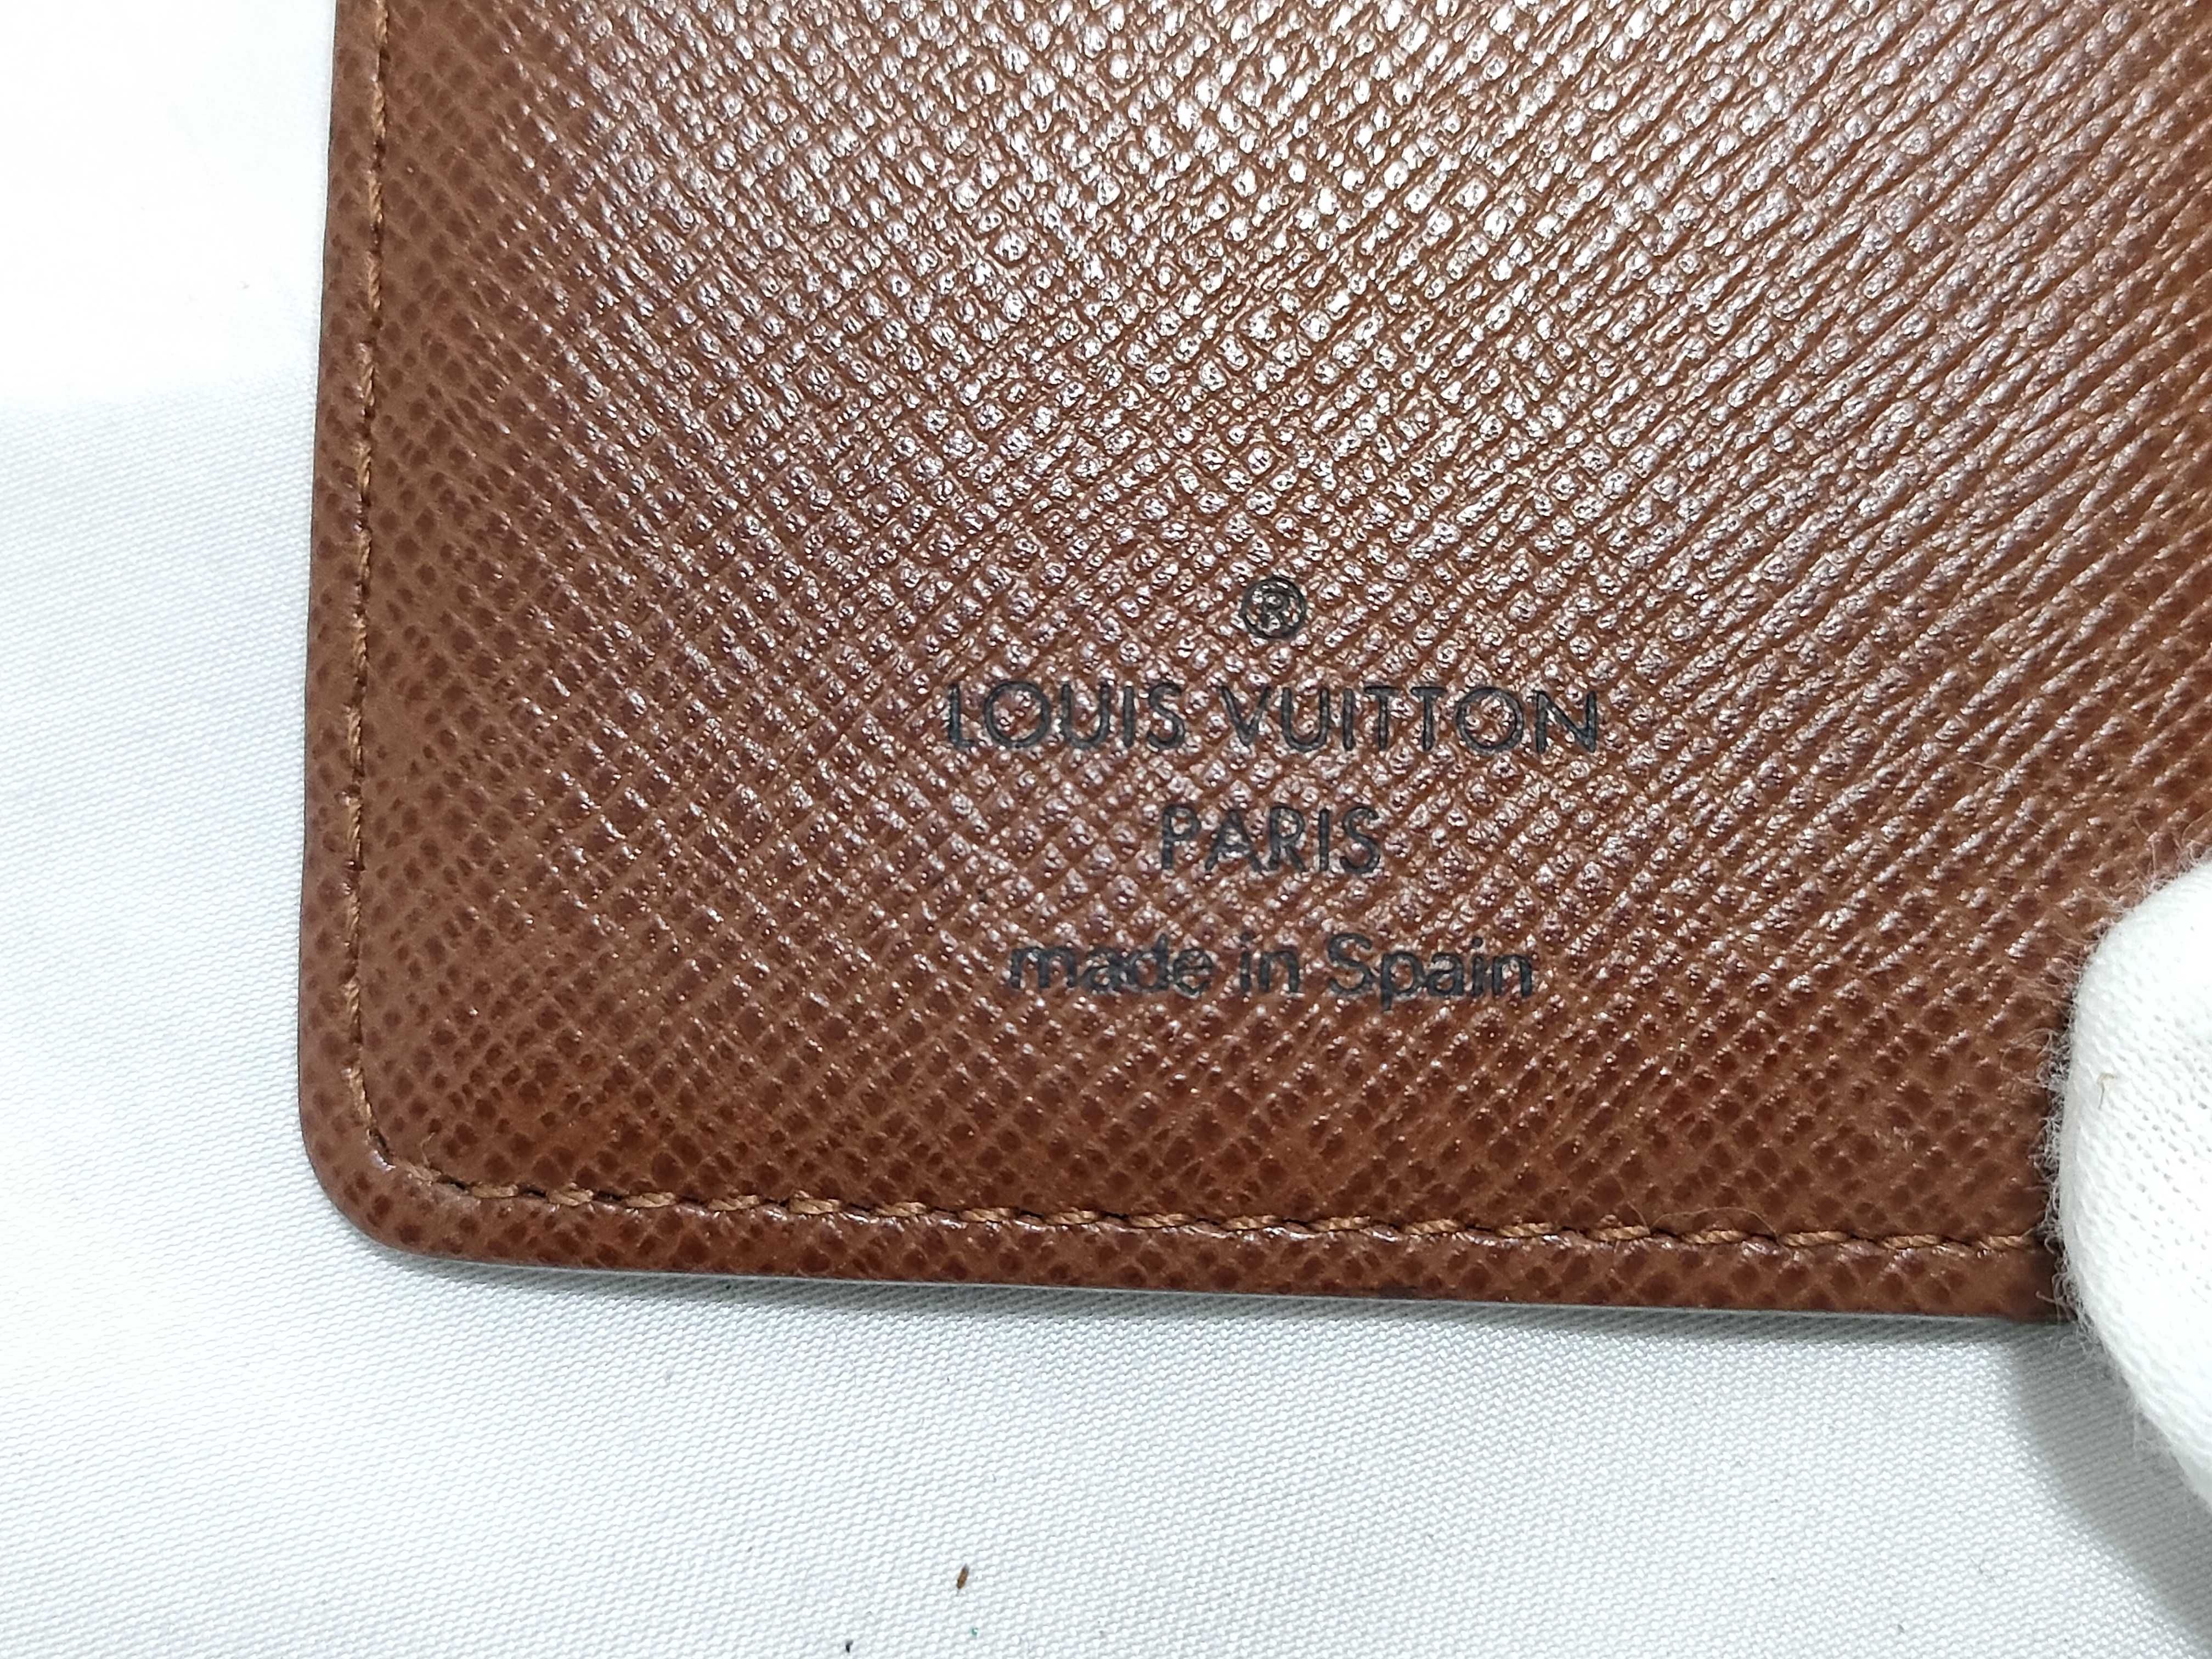 ®
LOUIS VUITTON
PARIS
made in Spain